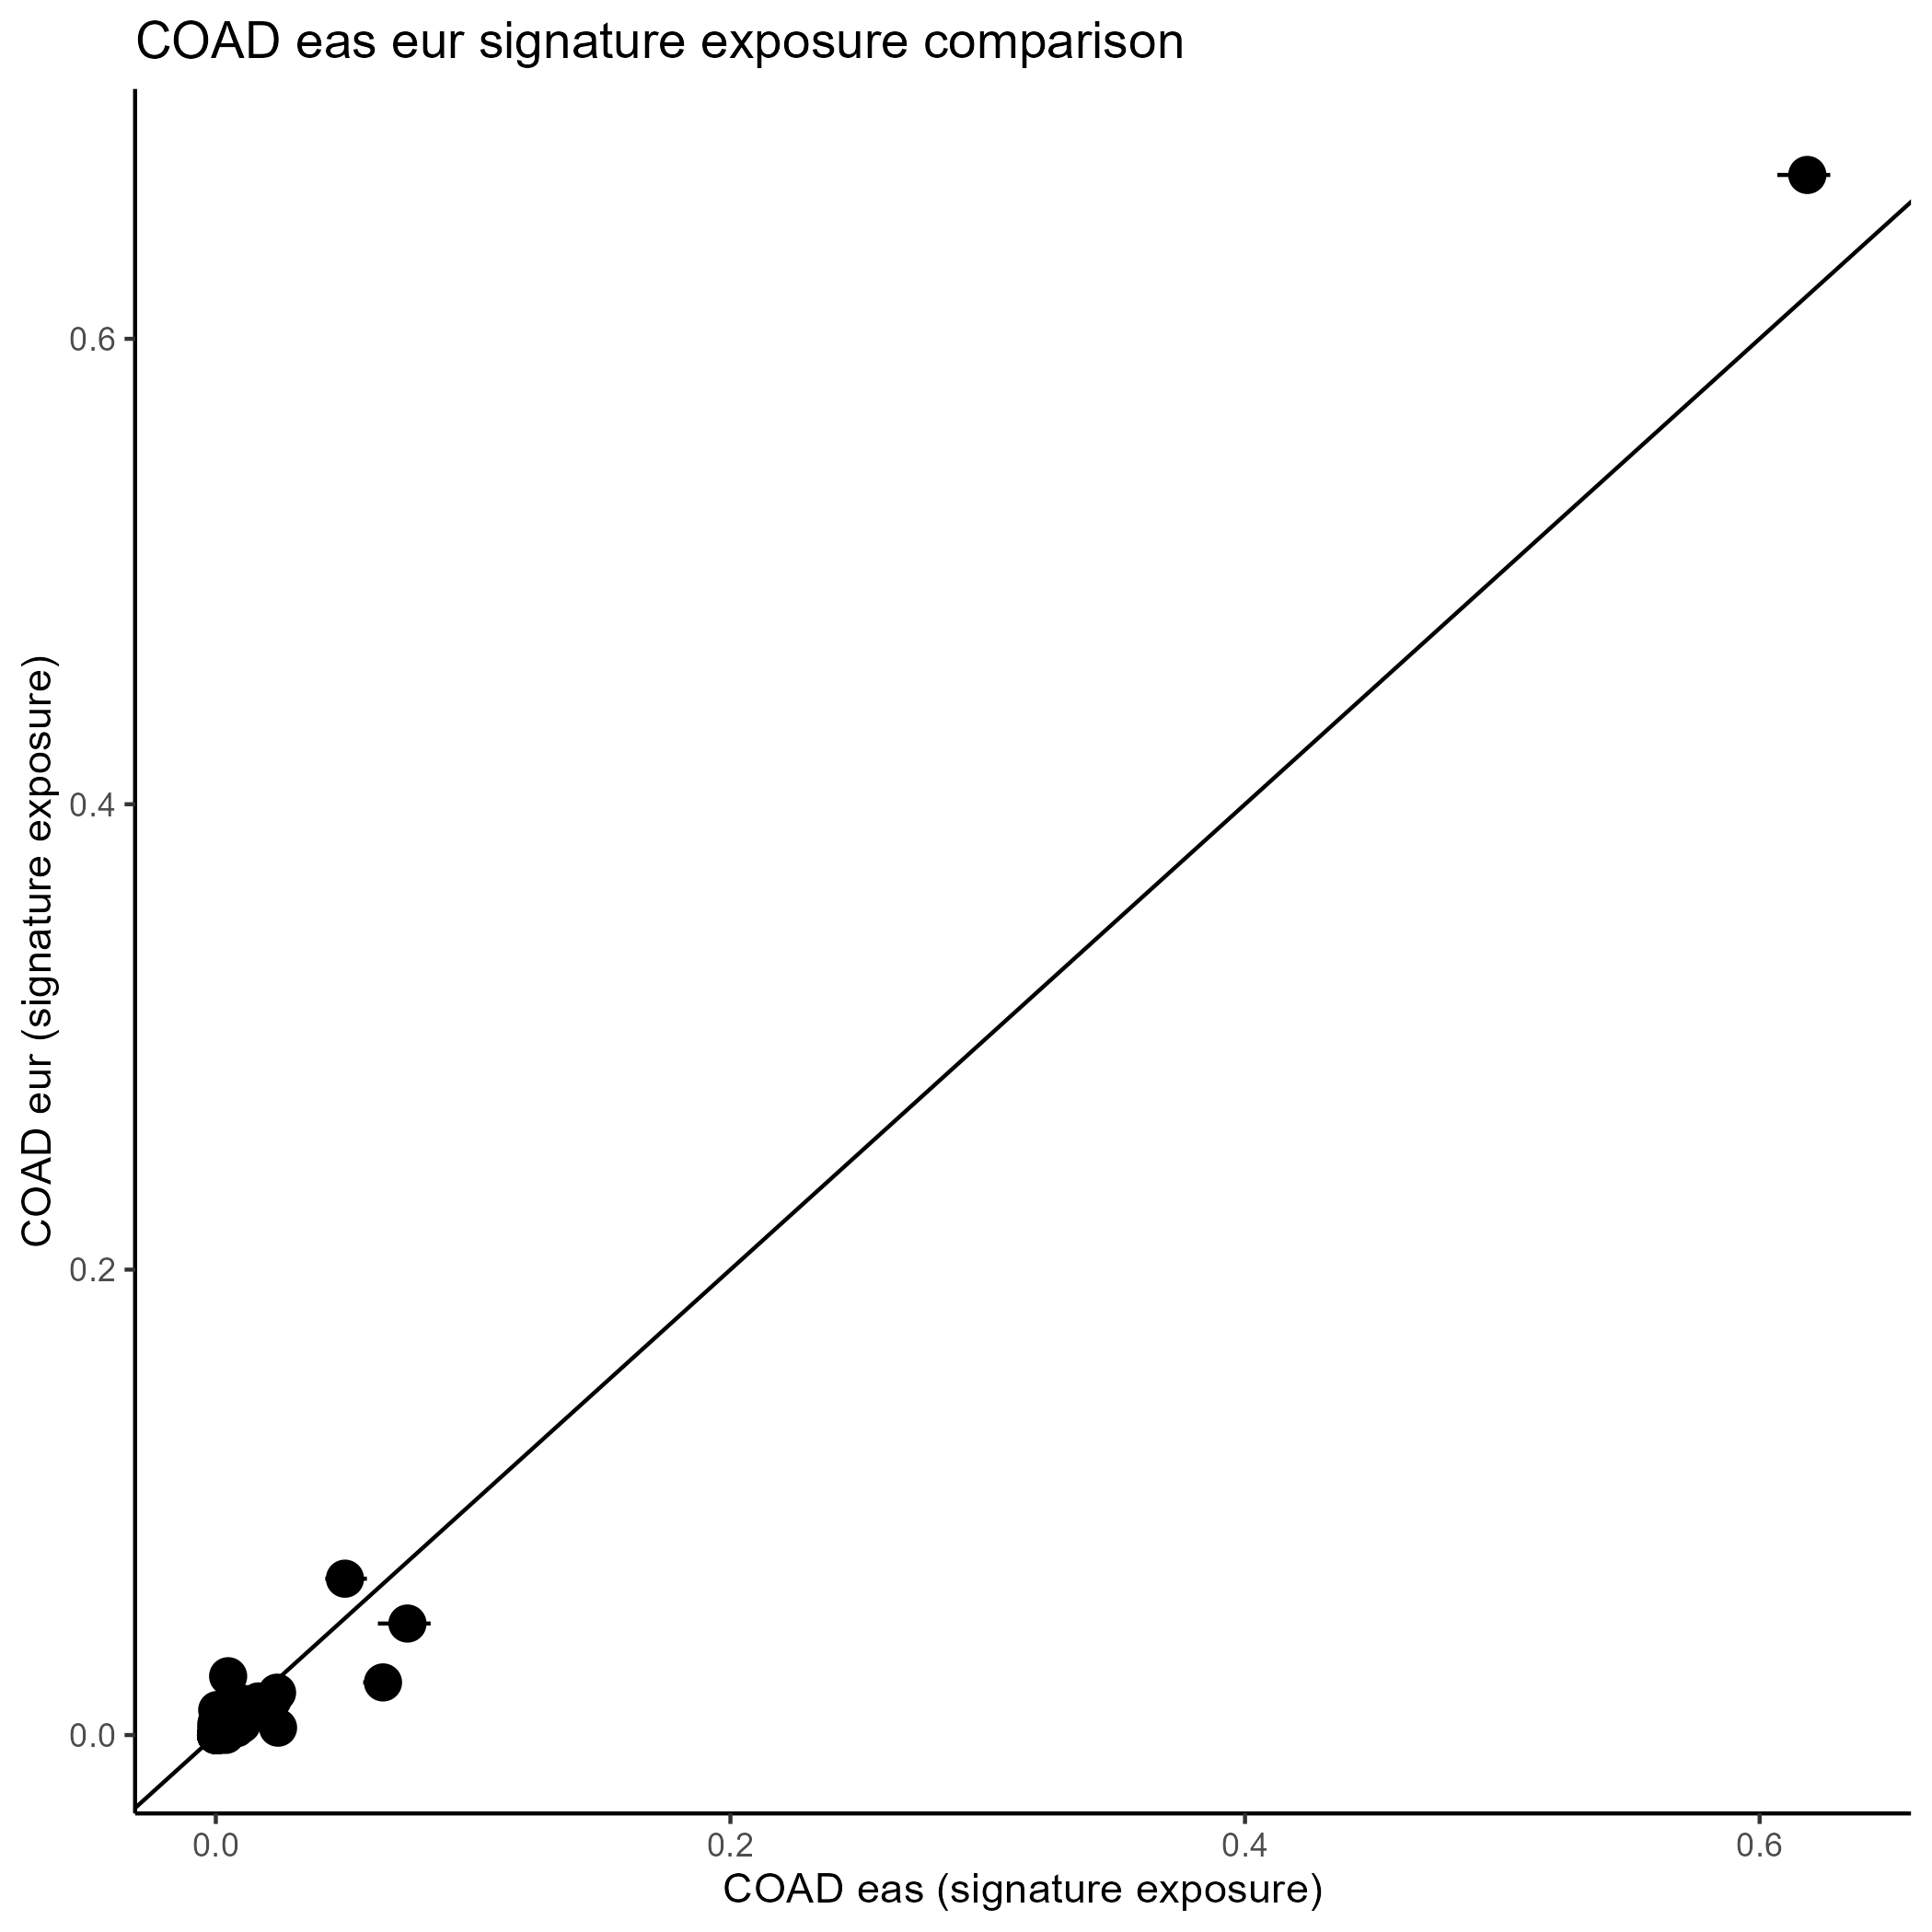 COAD eas eur signature exposure comparison
COAD eur (signature exposure)
0.6
0.4
0.2
0.0
0.0 0.2 0.4 0.6
COAD eas (signature exposure)